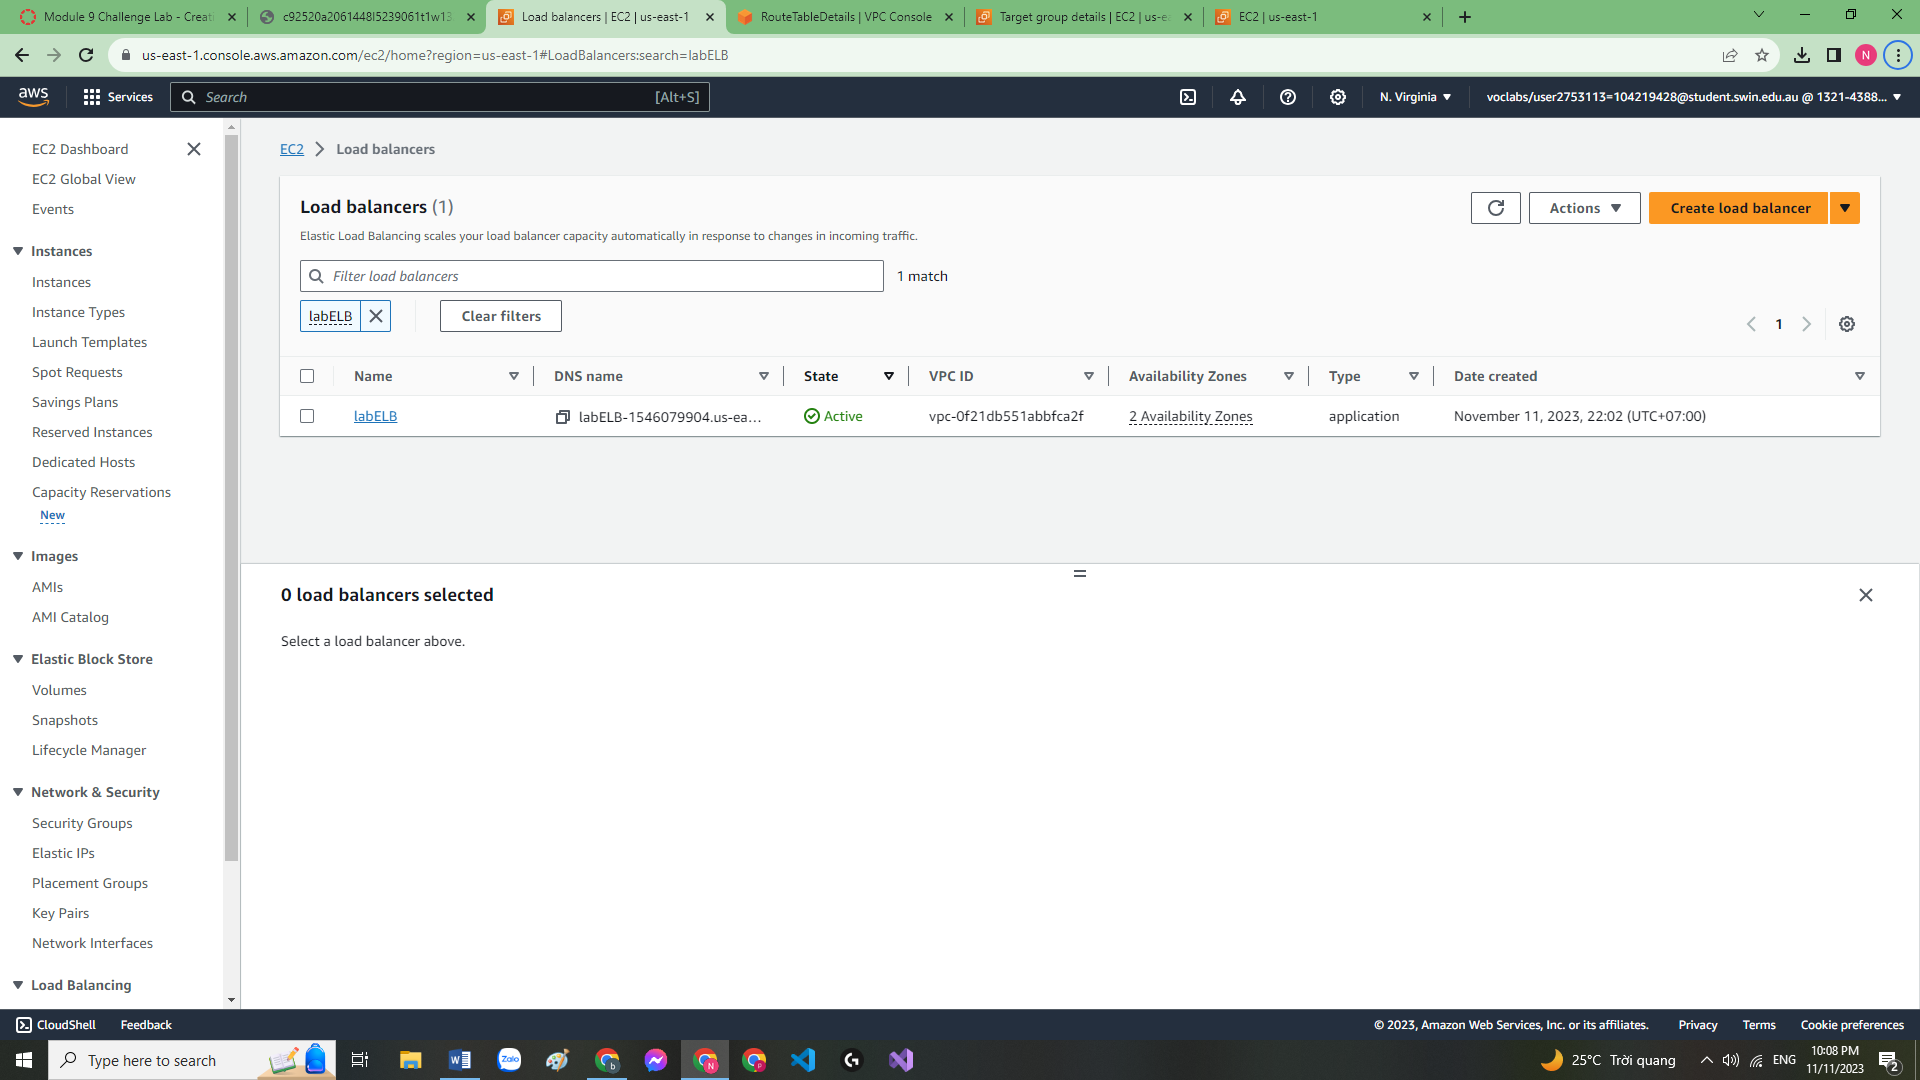 Module 9 Challenge Lab - Creati
c92520a2061448l5239061t1w13
Load balancers | EC2 | us-east-1
RouteTableDetails | VPC Console
Target group details | EC2 | us-ea
EC2 | us-east-1
us-east-1.console.aws.amazon.com/ec2/home?region=us-east-1#LoadBalancers:search=labELB
N
aws
Services
Search
[Alt+S]
N. Virginia
voclabs/user2753113=104219428@student.swin.edu.au @ 1321-4388...
EC2 Dashboard
EC2 Global View
Events
Instances
Instances
Instance Types
Launch Templates
Spot Requests
Savings Plans
Reserved Instances
Dedicated Hosts
Capacity Reservations
New
Images
AMIs
AMI Catalog
Elastic Block Store
Volumes
Snapshots
Lifecycle Manager
Network & Security
Security Groups
Elastic IPs
Placement Groups
Key Pairs
Network Interfaces
Load Balancing
EC2
Load balancers
Load balancers (1)
Actions
Create load balancer
Elastic Load Balancing scales your load balancer capacity automatically in response to changes in incoming traffic.
Filter load balancers
1 match
labELB
Clear filters
1
Name DNS name State VPC ID Availability Zones Type Date created
labELB labELB-1546079904.us-ea... Active vpc-0f21db551abbfca2f 2 Availability Zones application November 11, 2023, 22:02 (UTC+07:00)
0 load balancers selected
Select a load balancer above.
CloudShell
Feedback
© 2023, Amazon Web Services, Inc. or its affiliates.
Privacy
Terms
Cookie preferences
Type here to search
Zalo
25°C Trời quang
ENG
10:08 PM
11/11/2023
2